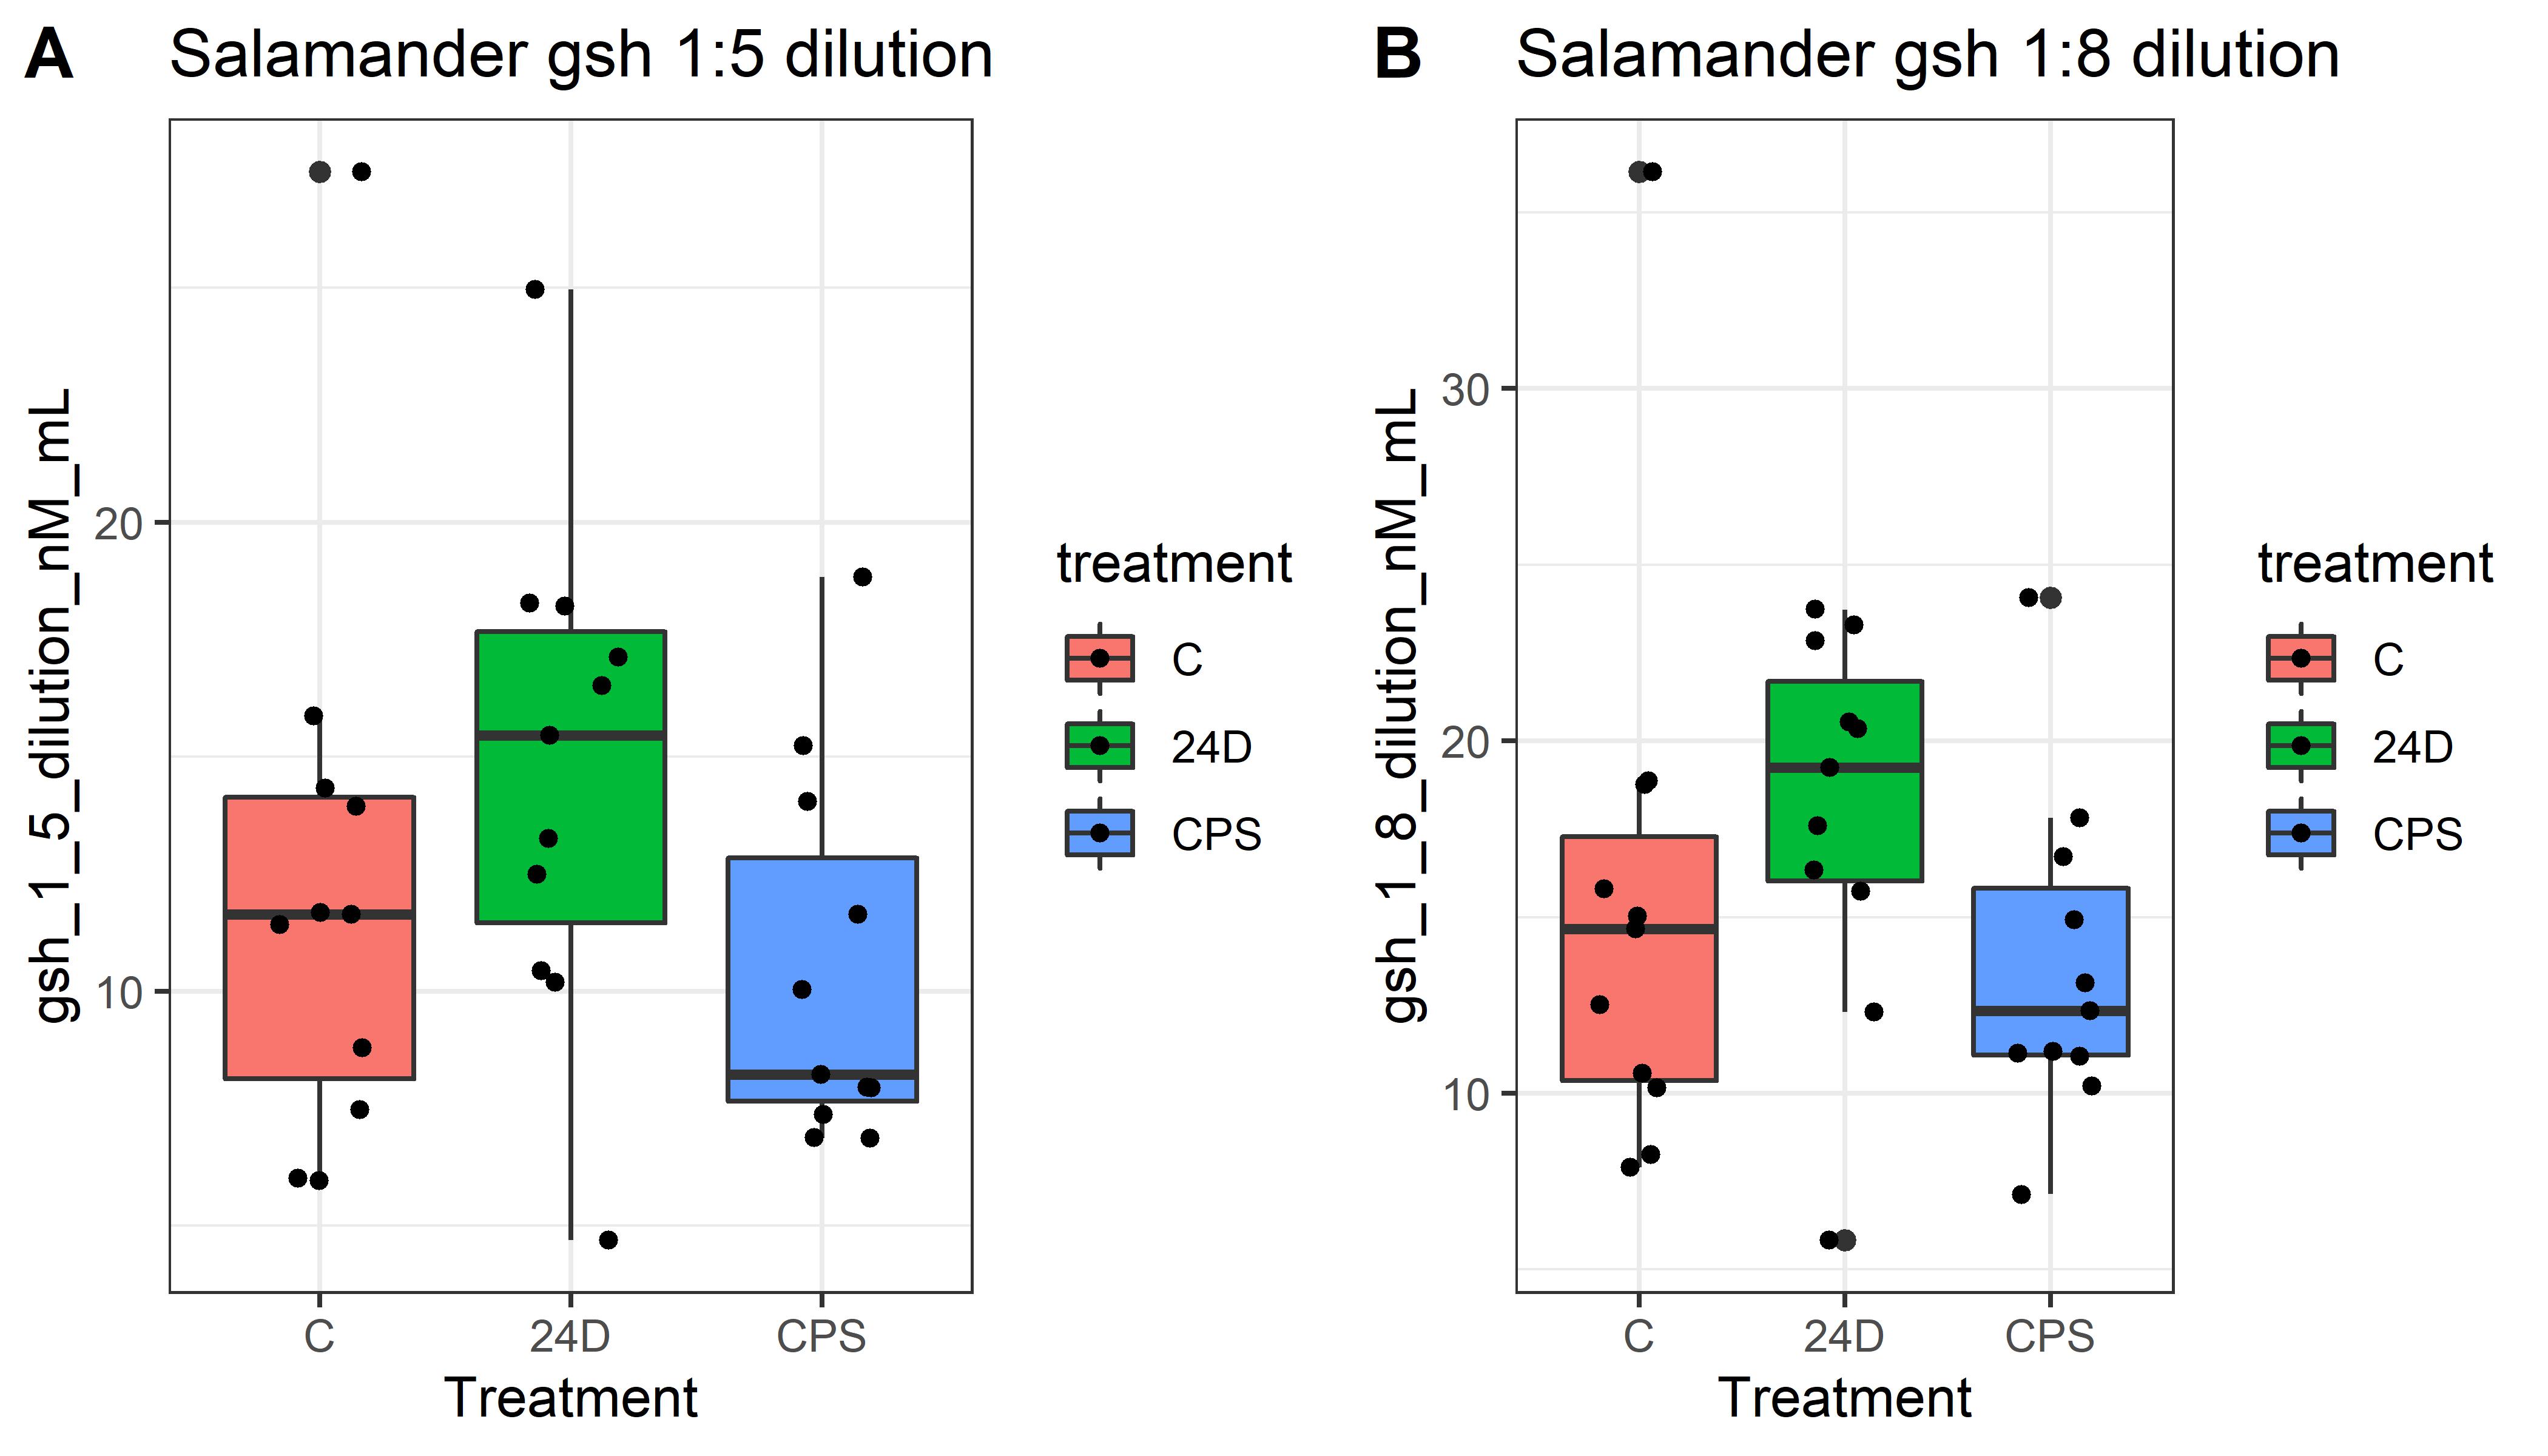 A Salamander gsh 1:5 dilution
gsh_1_5_dilution_nM_mL
20
10
C 24D CPS
Treatment
treatment
C
24D
CPS
B Salamander gsh 1:8 dilution
gsh_1_8_dilution_nM_mL
30
20
10
C 24D CPS
Treatment
treatment
C
24D
CPS